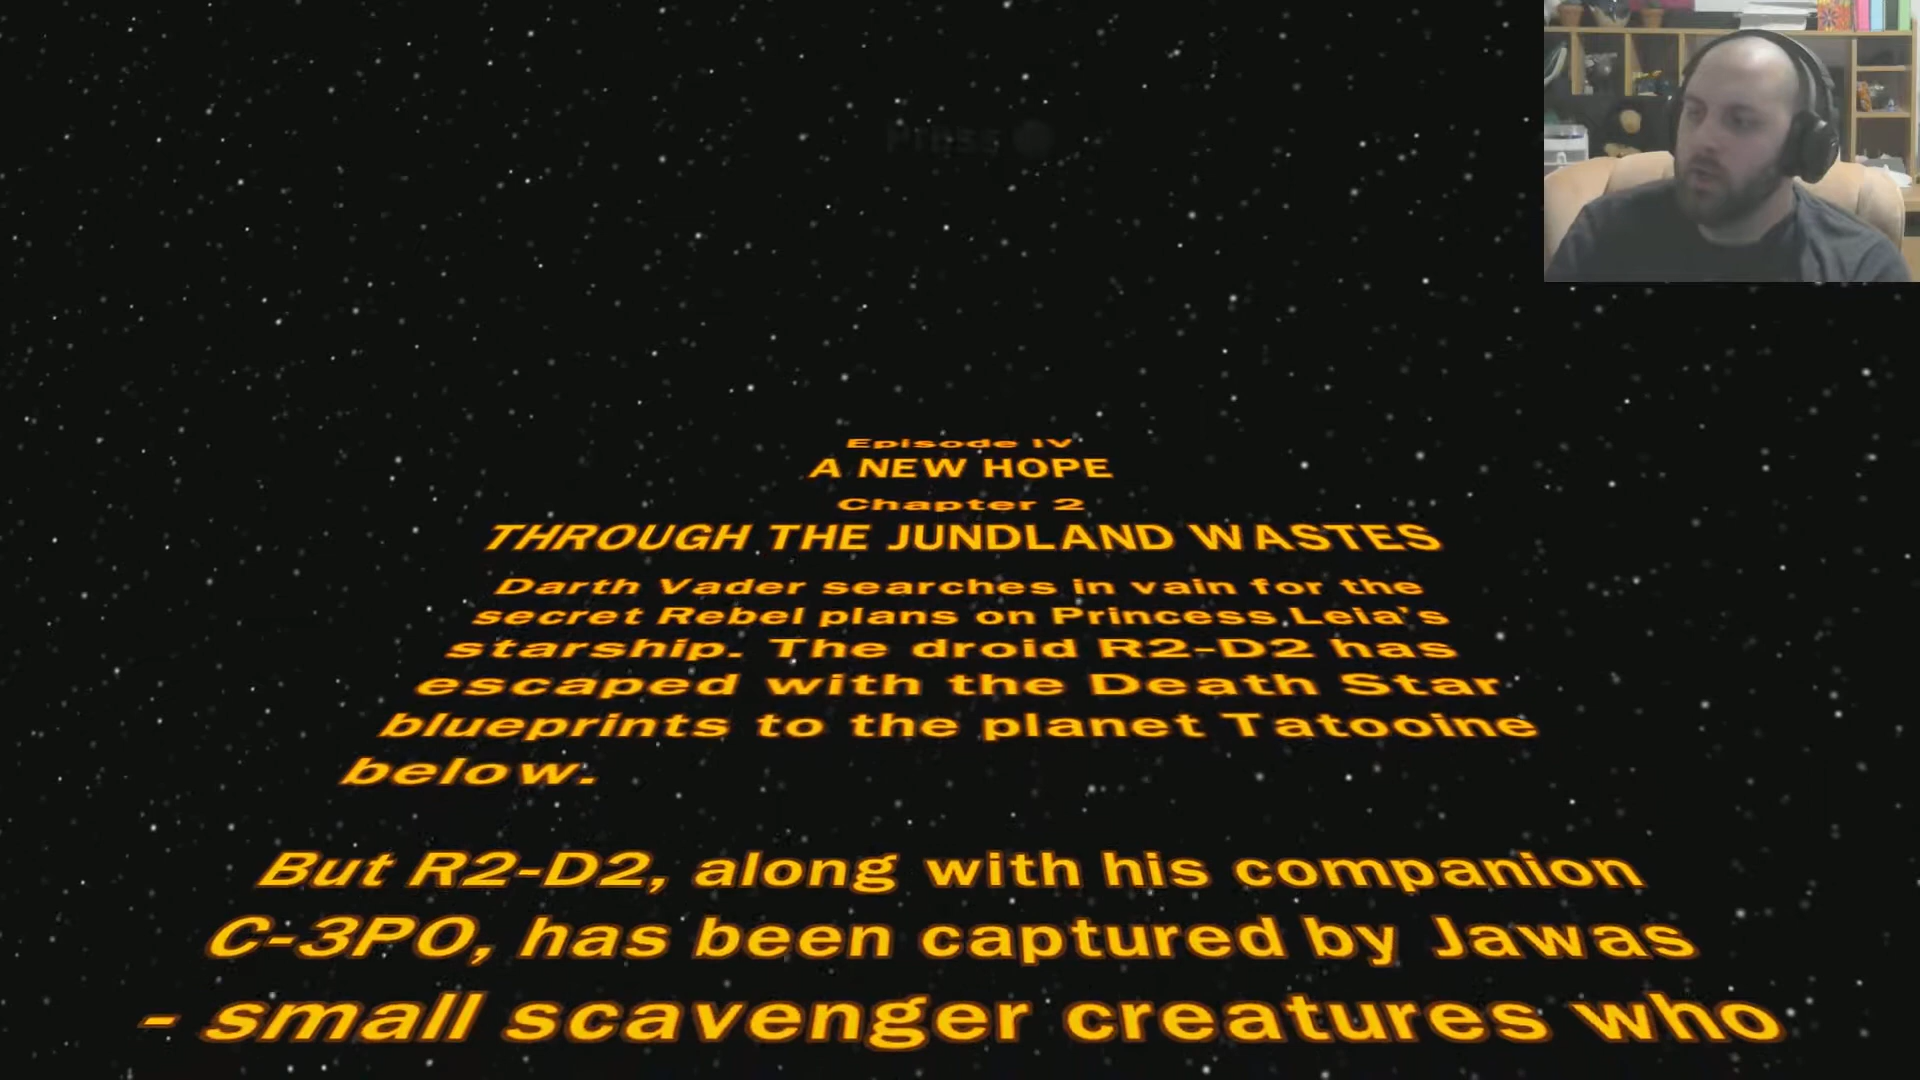 Press
Episode IV
A NEW HOPE
Chapter 2
THROUGH THE JUNDLAND WASTES
Darth Vader searches in vain for the
secret Rebel plans on Princess Leia's
starship. The droid R2-D2 has
escaped with the Death Star
blueprints to the planet Tatooine
below.
But R2-D2, along with his companion
C-3PO, has been captured by Jawas
- small scavenger creatures who